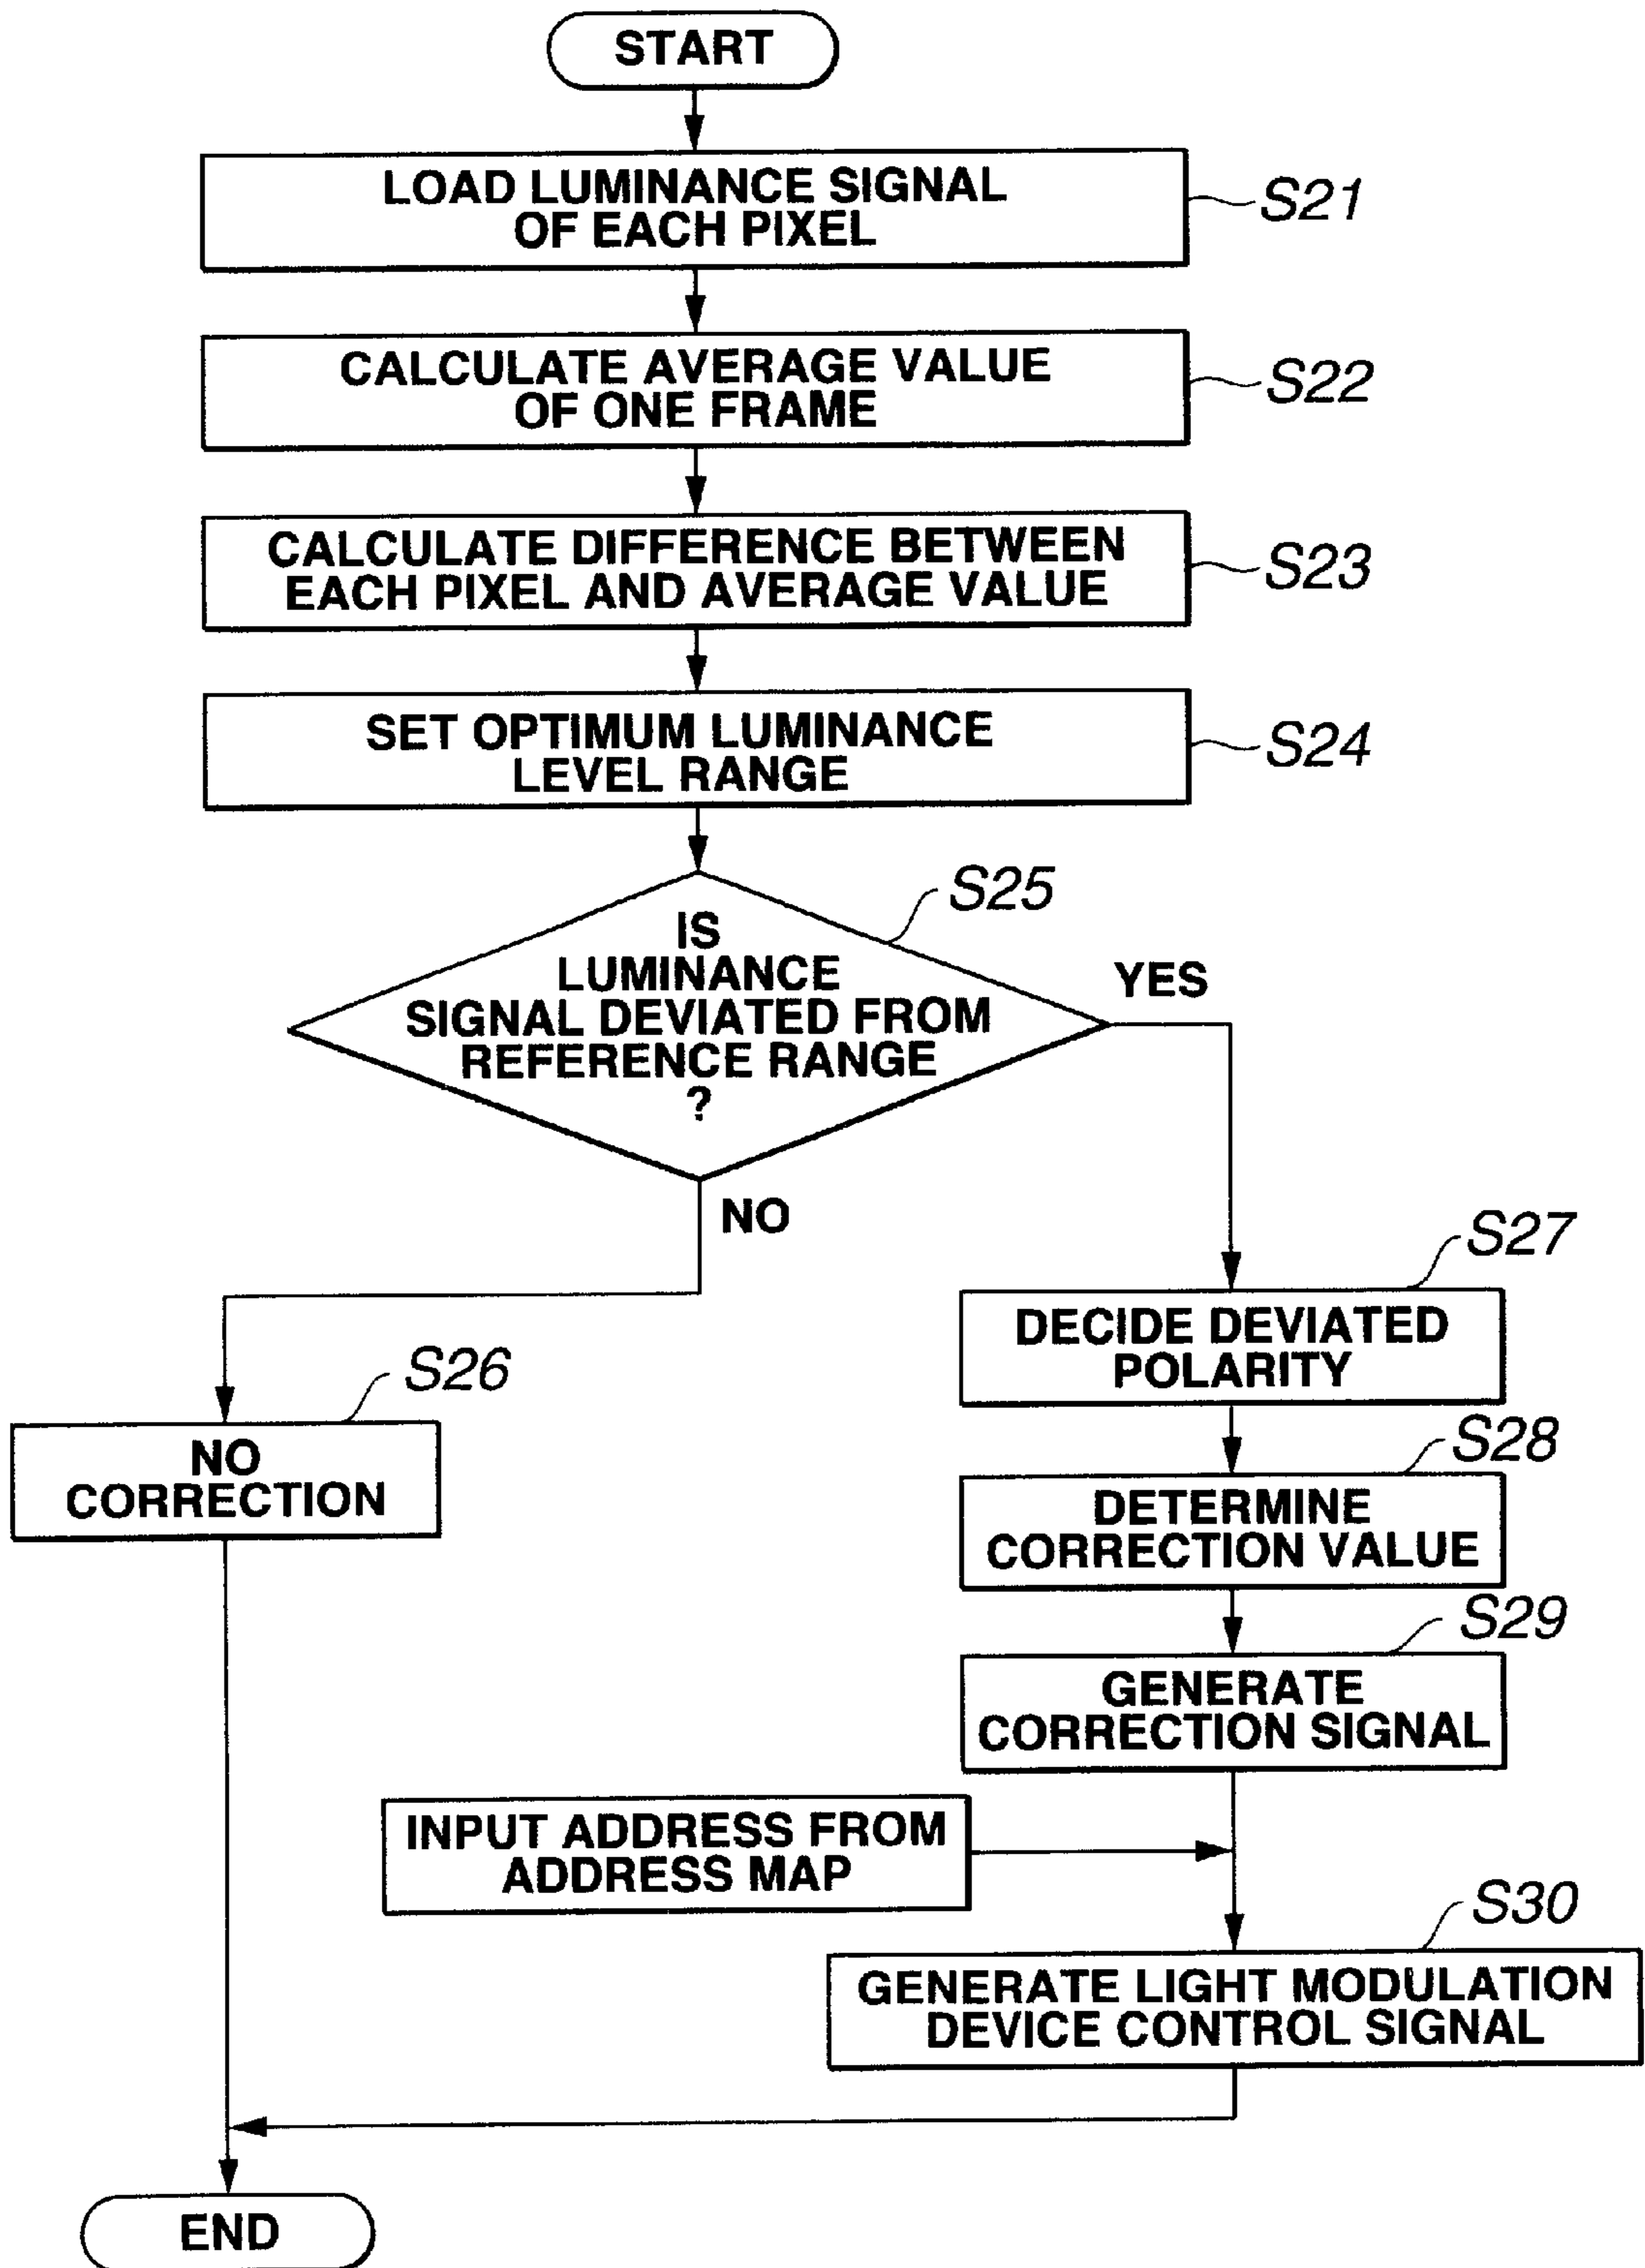 START
LOAD LUMINANCE SIGNAL
OF EACH PIXEL
S21
CALCULATE AVERAGE VALUE
OF ONE FRAME
S22
CALCULATE DIFFERENCE BETWEEN
EACH PIXEL AND AVERAGE VALUE
S23
SET OPTIMUM LUMINANCE
LEVEL RANGE
S24
S25
IS
LUMINANCE
SIGNAL DEVIATED FROM
REFERENCE RANGE
?
YES
NO
S27
DECIDE DEVIATED
POLARITY
S26
NO
CORRECTION
S28
DETERMINE
CORRECTION VALUE
S29
GENERATE
CORRECTION SIGNAL
INPUT ADDRESS FROM
ADDRESS MAP
S30
GENERATE LIGHT MODULATION
DEVICE CONTROL SIGNAL
END